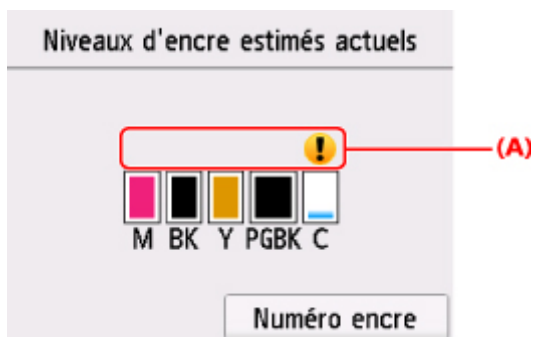 Niveaux d'encre estimés actuels
(A)
M BK Y PGBK C
Numéro encre